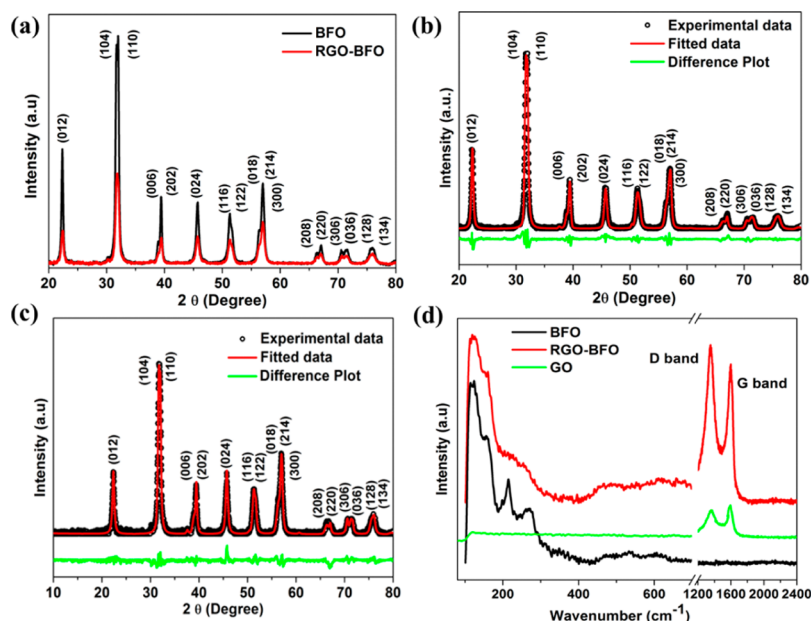 (a)
BFO
RGO-BFO
(012)
(104)
(110)
(006)
(202)
(024)
(116)
(122)
(018)
(214)
(300)
(208)
(220)
(306)
(036)
(128)
(134)
Intensity (a.u)
20 30 40 50 60 70 80
2 θ (Degree)
(b)
Experimental data
Fitted data
Difference Plot
(012)
(104)
(110)
(006)
(202)
(024)
(116)
(122)
(018)
(214)
(300)
(208)
(220)
(306)
(036)
(128)
(134)
Intensity (a.u.)
20 30 40 50 60 70 80
2θ (Degree)
(c)
Experimental data
Fitted data
Difference Plot
(012)
(104)
(110)
(006)
(202)
(024)
(116)
(122)
(018)
(214)
(300)
(208)
(220)
(306)
(036)
(128)
(134)
Intensity (a.u)
10 20 30 40 50 60 70 80
2 θ (Degree)
(d)
BFO
RGO-BFO
GO
D band
G band
Intensity (a.u)
200 400 600 1200 1600 2000 2400
Wavenumber (cm-1)